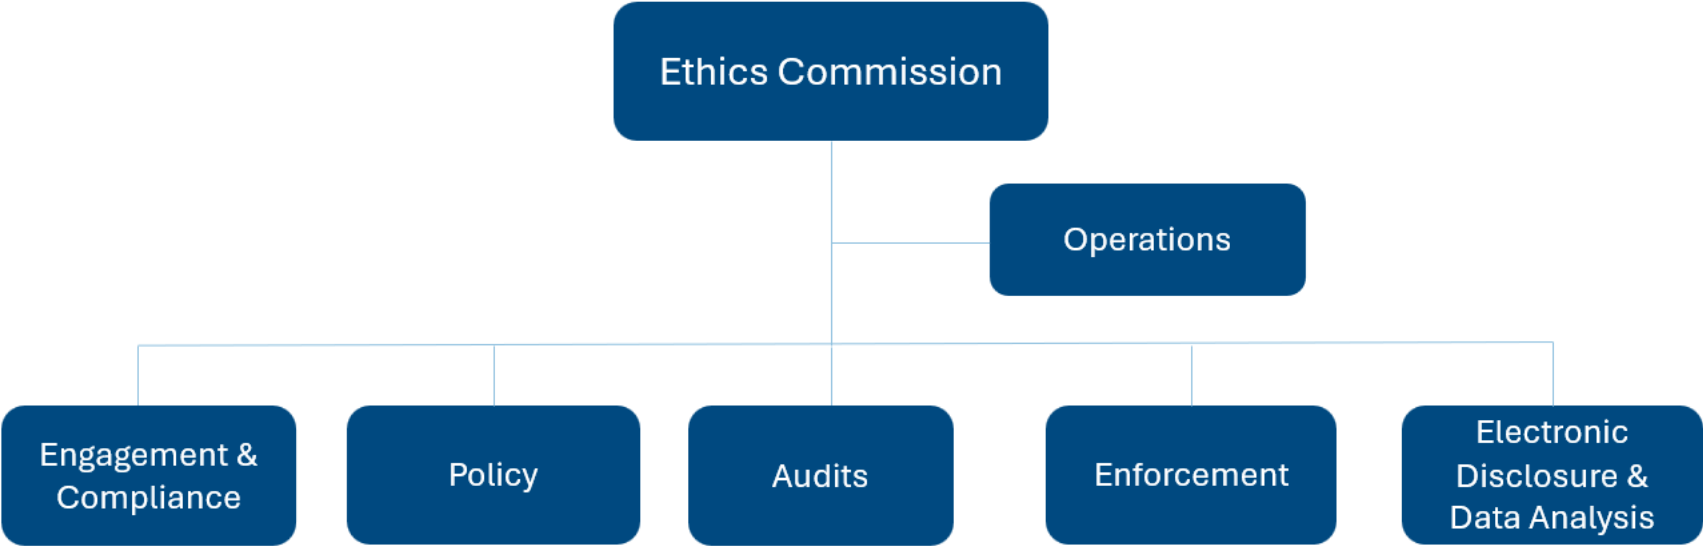 Ethics Commission
Operations
Engagement &
Compliance
Policy
Audits
Enforcement
Electronic
Disclosure &
Data Analysis